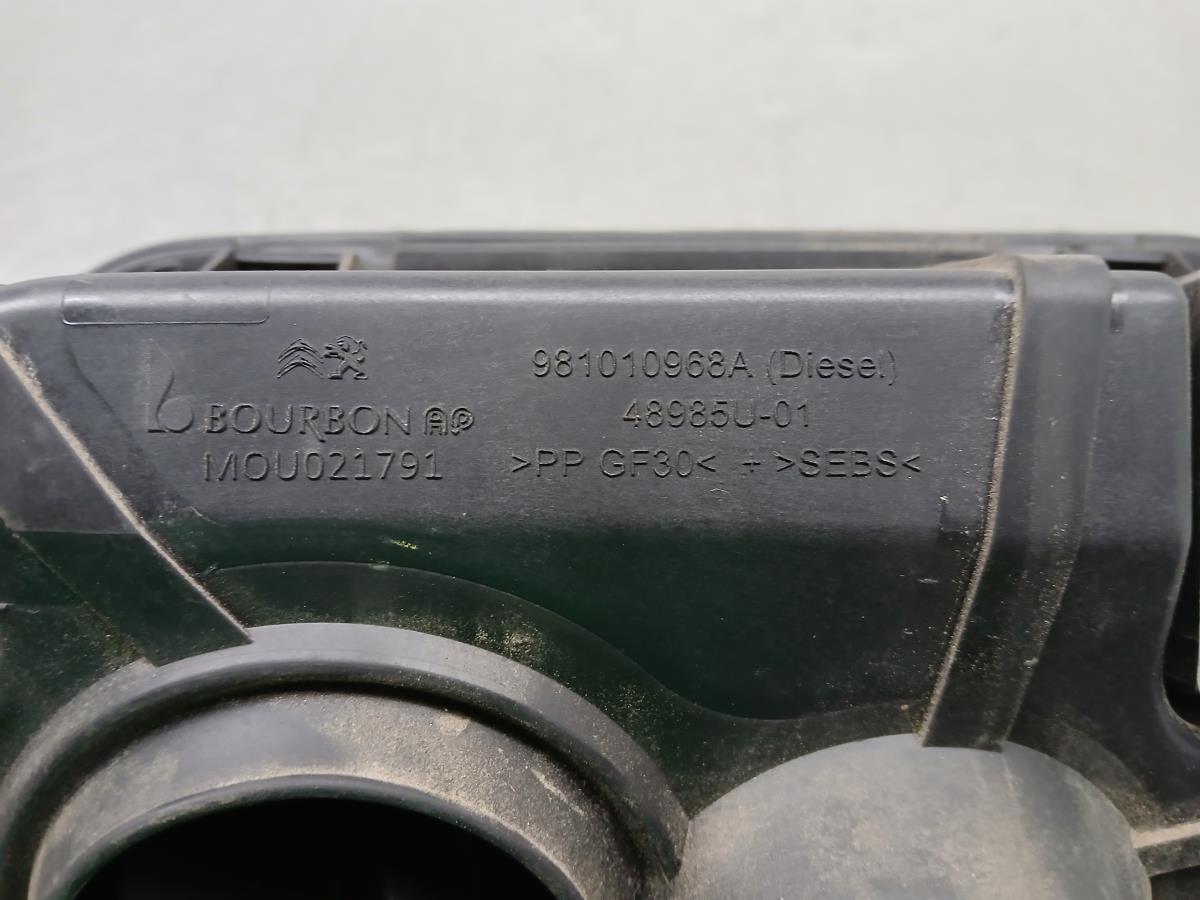 981010968A (Diesel)
BOURBON AP
48985U-01
MOU021791
>PP GF30< + >SEBS<